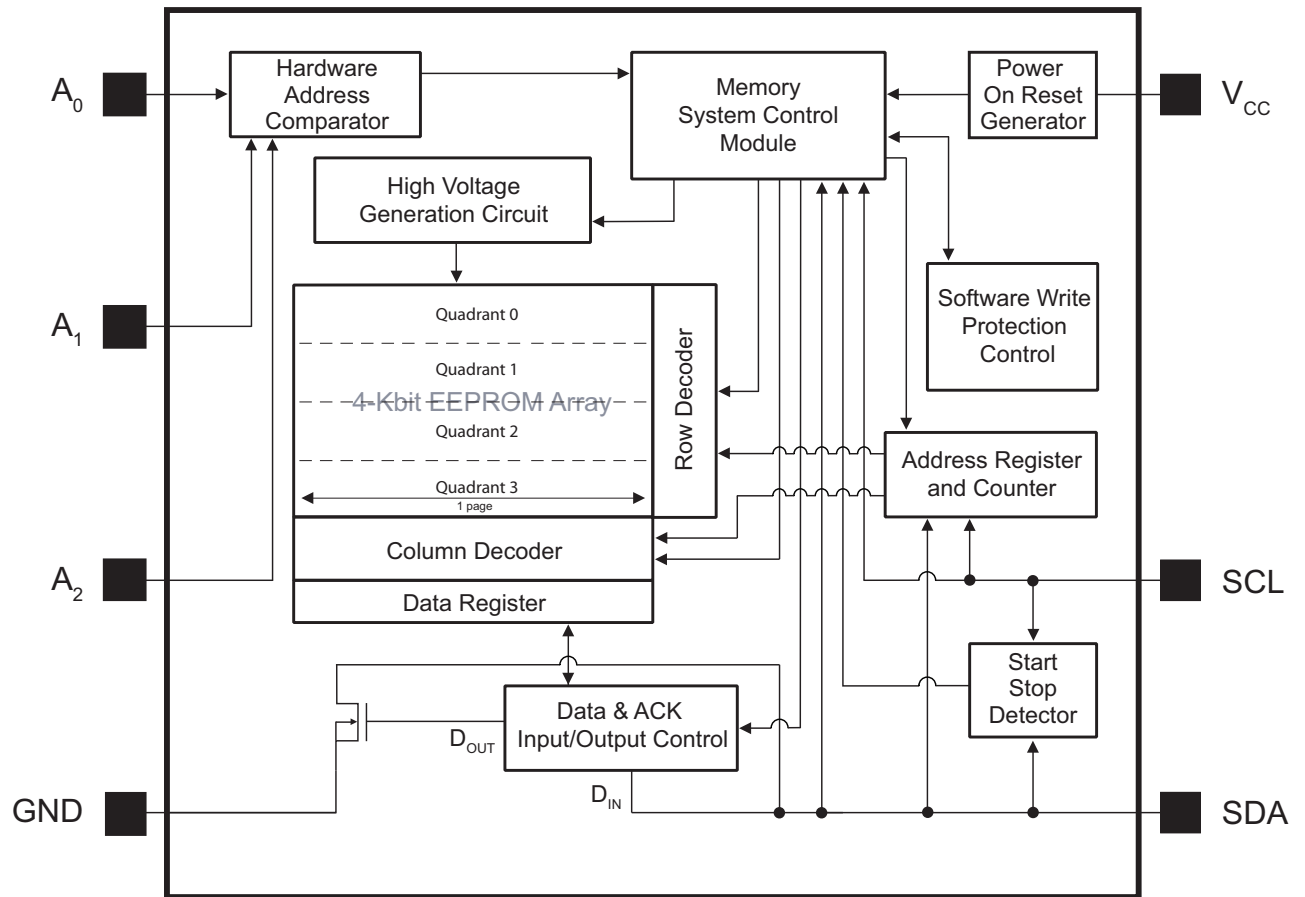 A0
Hardware
Address
Comparator
Memory
System Control
Module
Power
On Reset
Generator
VCC
High Voltage
Generation Circuit
A1
Quadrant 0
Quadrant 1
4-Kbit EEPROM Array
Quadrant 2
Quadrant 3
1 page
Row Decoder
Software Write
Protection
Control
Address Register
and Counter
A2
Column Decoder
Data Register
SCL
Start
Stop
Detector
Data & ACK
Input/Output Control
DOUT
DIN
GND
SDA